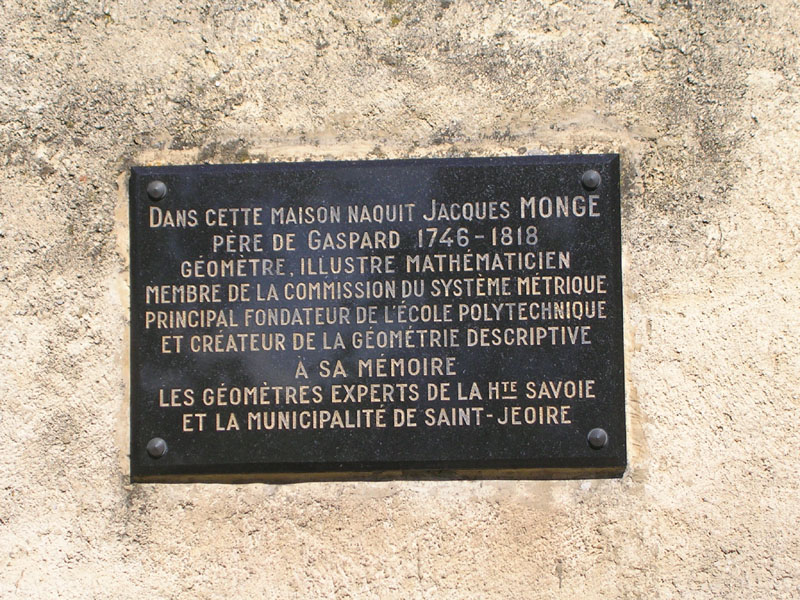 DANS CETTE MAISON NAQUIT JACQUES MONGE
PÈRE DE GASPARD 1746-1818
GÉOMÈTRE, ILLUSTRE MATHÉMATICIEN
MEMBRE DE LA COMMISSION DU SYSTÈME MÉTRIQUE
PRINCIPAL FONDATEUR DE L'ÉCOLE POLYTECHNIQUE
ET CRÉATEUR DE LA GÉOMÉTRIE DESCRIPTIVE
À SA MÉMOIRE
LES GÉOMÈTRES EXPERTS DE LA HTE SAVOIE
ET LA MUNICIPALITÉ DE SAINT-JEOIRE